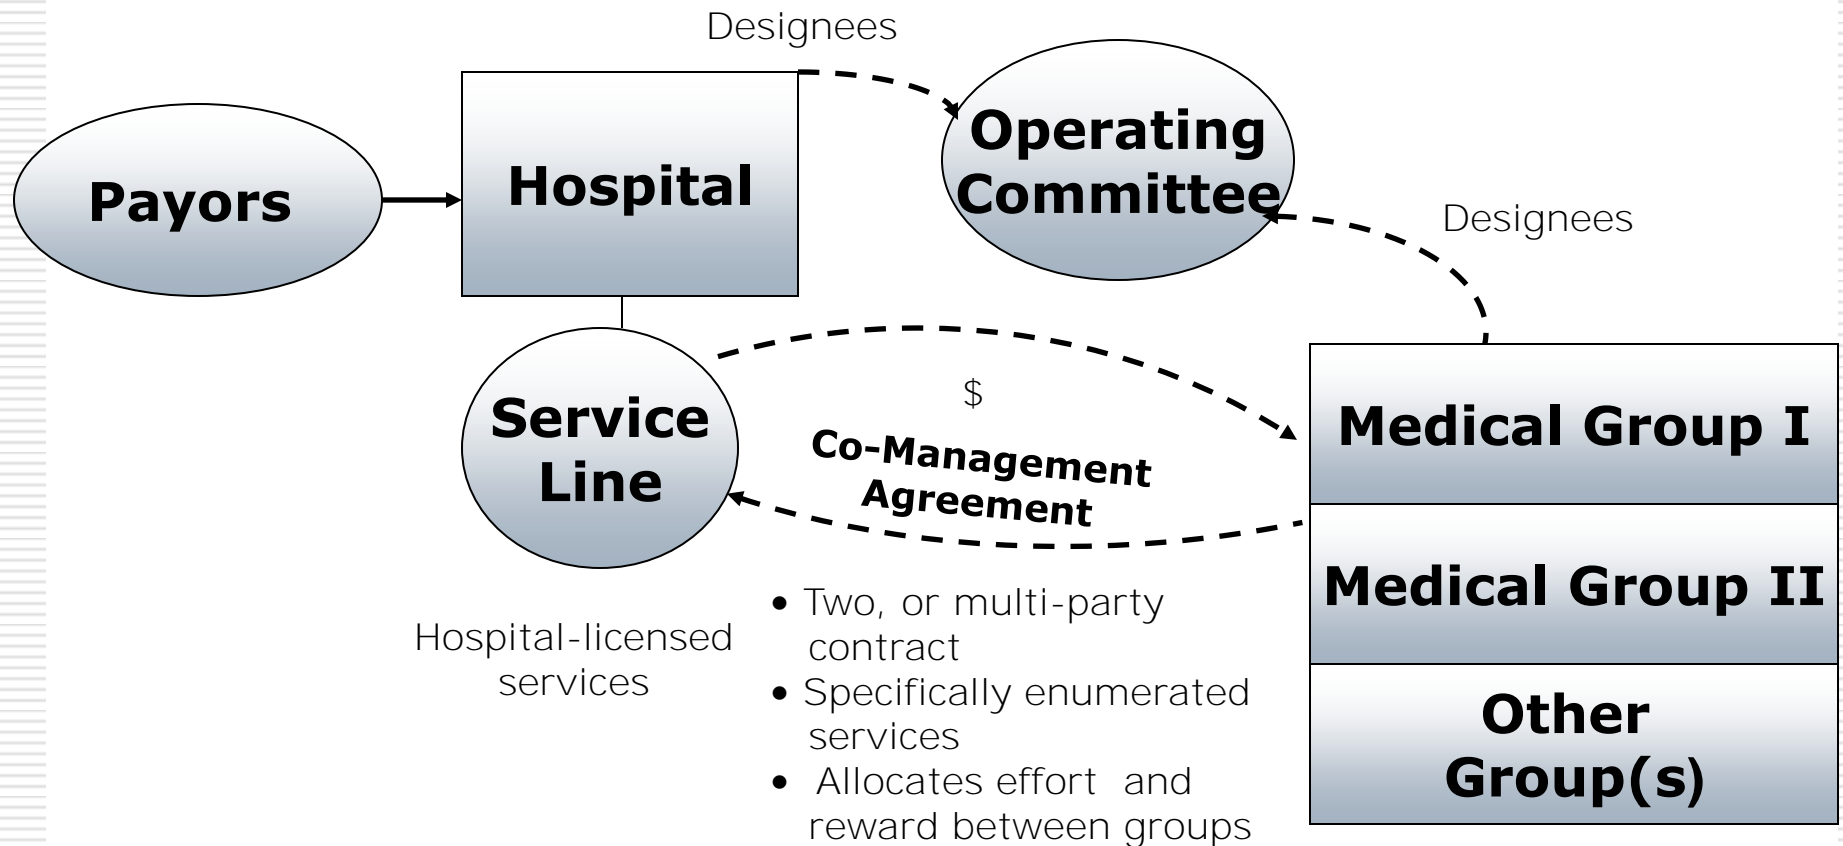 Designees
Payors
Hospital
Operating
Committee
Designees
Service
Line
$
Co-Management
Agreement
Medical Group I
Medical Group II
Other
Group(s)
Hospital-licensed
services
• Two, or multi-party
contract
• Specifically enumerated
services
• Allocates effort and
reward between groups